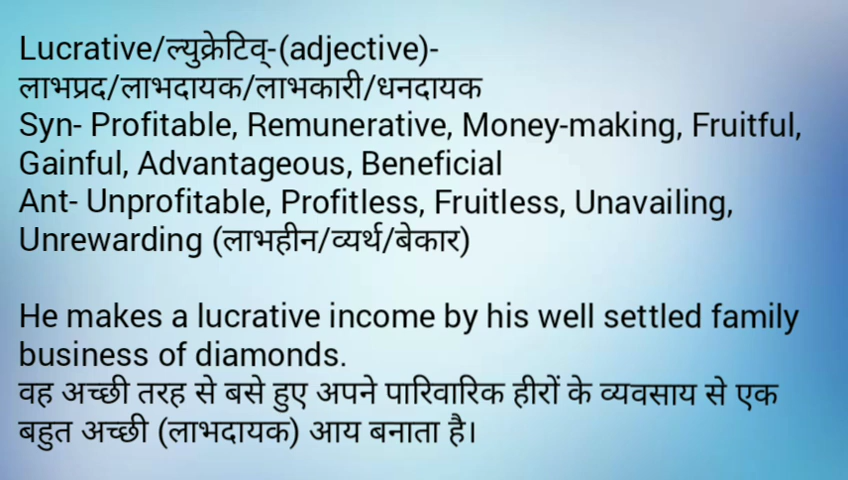 Lucrative/ल्युक्रेटिव्-(adjective)-
लाभप्रद/लाभदायक/लाभकारी/धनदायक
Syn- Profitable, Remunerative, Money-making, Fruitful,
Gainful, Advantageous, Beneficial
Ant- Unprofitable, Profitless, Fruitless, Unavailing,
Unrewarding (लाभहीन/व्यर्थ/बेकार)
He makes a lucrative income by his well settled family
business of diamonds.
वह अच्छी तरह से बसे हुए अपने पारिवारिक हीरों के व्यवसाय से एक
बहुत अच्छी (लाभदायक) आय बनाता है।